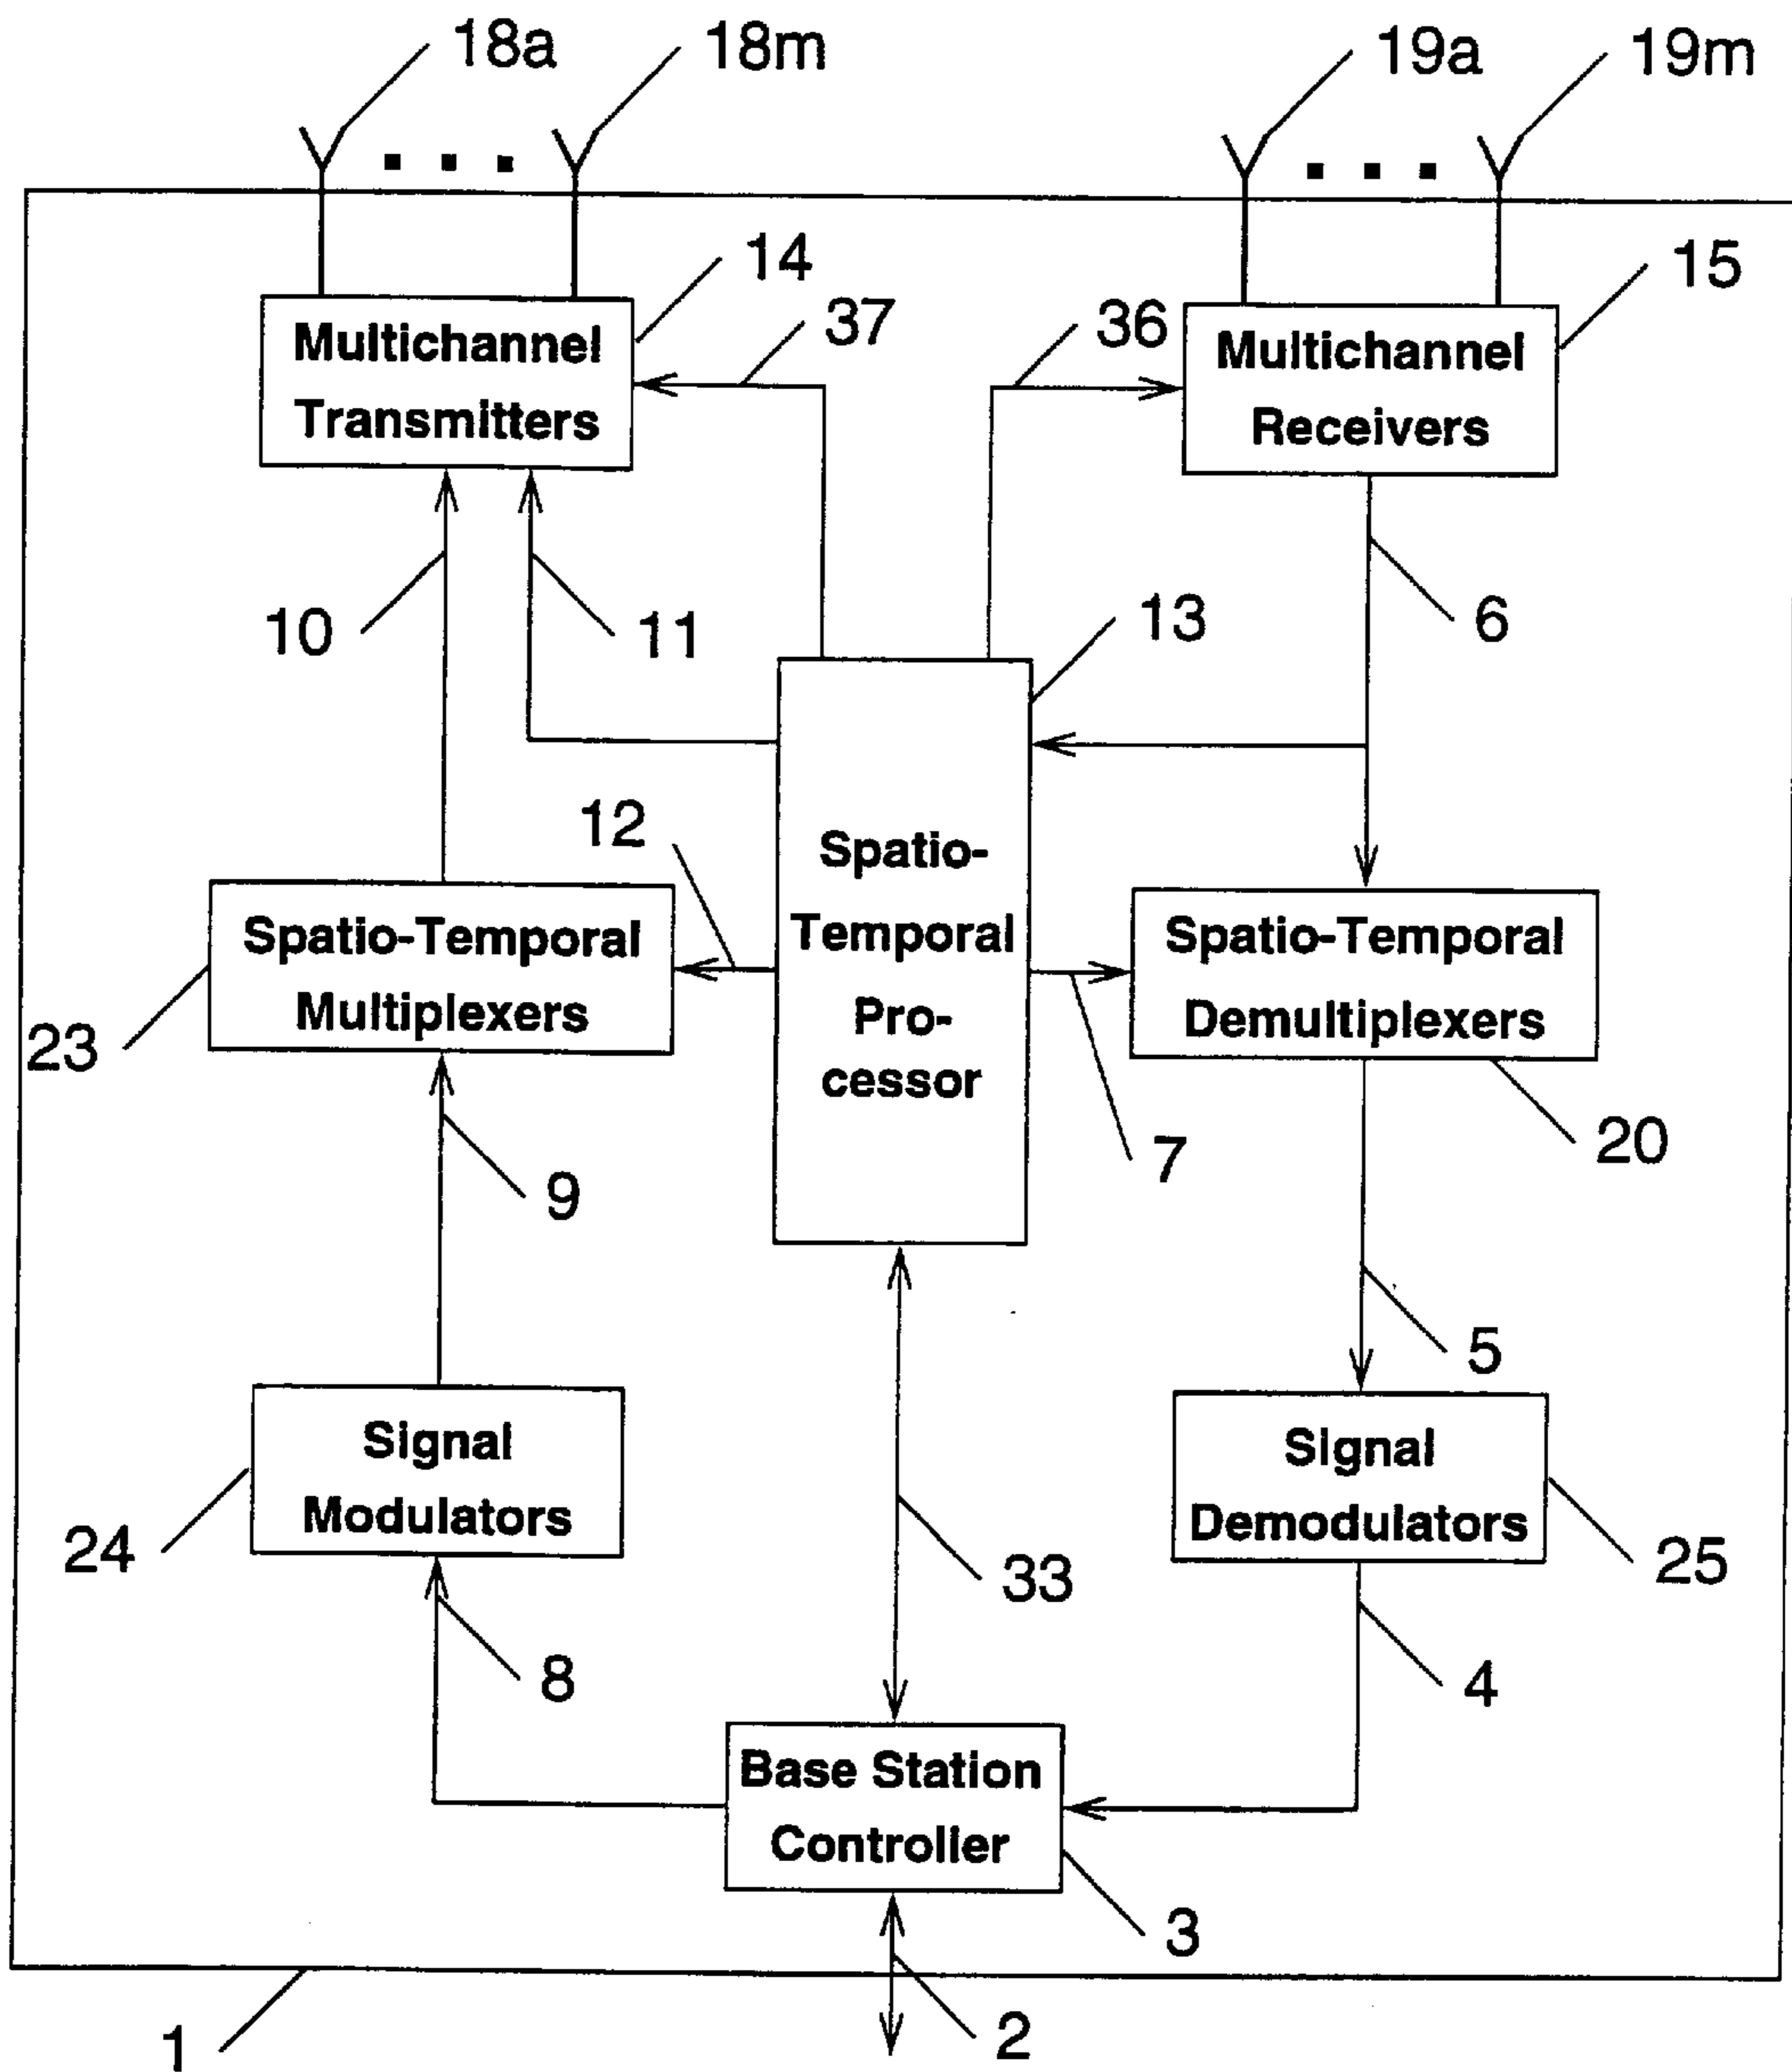 18a
18m
19a
19m
14
15
37
36
Multichannel
Transmitters
Multichannel
Receivers
10
11
13
6
12
Spatio-
Temporal
Pro-
cessor
Spatio-Temporal
Multiplexers
Spatio-Temporal
Demultiplexers
23
7
20
9
5
Signal
Modulators
Signal
Demodulators
24
33
25
8
4
Base Station
Controller
3
1
2